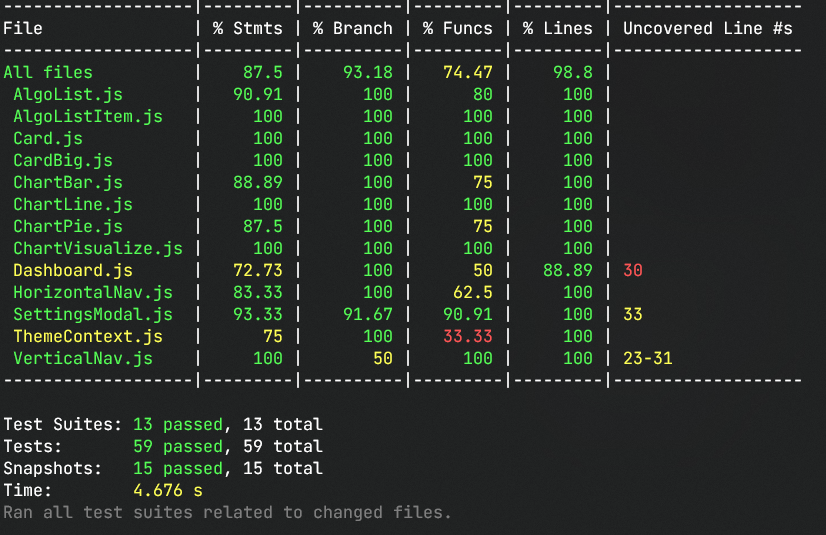 -------------------|---------|----------|---------|---------|-------------------
File               | % Stmts | % Branch | % Funcs | % Lines | Uncovered Line #s
-------------------|---------|----------|---------|---------|-------------------
All files          |    87.5 |    93.18 |   74.47 |    98.8 |
 AlgoList.js       |   90.91 |      100 |      80 |     100 |
 AlgoListItem.js   |     100 |      100 |     100 |     100 |
 Card.js           |     100 |      100 |     100 |     100 |
 CardBig.js        |     100 |      100 |     100 |     100 |
 ChartBar.js       |   88.89 |      100 |      75 |     100 |
 ChartLine.js      |     100 |      100 |     100 |     100 |
 ChartPie.js       |    87.5 |      100 |      75 |     100 |
 ChartVisualize.js |     100 |      100 |     100 |     100 |
 Dashboard.js      |   72.73 |      100 |      50 |   88.89 | 30
 HorizontalNav.js  |   83.33 |      100 |    62.5 |     100 |
 SettingsModal.js  |   93.33 |    91.67 |   90.91 |     100 | 33
 ThemeContext.js   |      75 |      100 |   33.33 |     100 |
 VerticalNav.js    |     100 |       50 |     100 |     100 | 23-31
-------------------|---------|----------|---------|---------|-------------------
Test Suites: 13 passed, 13 total
Tests:       59 passed, 59 total
Snapshots:   15 passed, 15 total
Time:        4.676 s
Ran all test suites related to changed files.